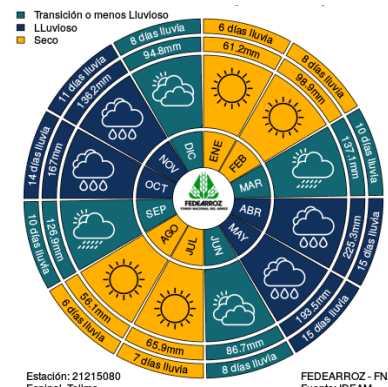 Transición o menos Lluvioso
LLuvioso
Seco
6 días lluvia
61.2mm
ENE
8 días lluvia
98.9mm
FEB
10 días lluvia
137.1mm
MAR
15 días lluvia
225.3mm
ABR
15 días lluvia
193.5mm
MAY
8 días lluvia
86.7mm
JUN
7 días lluvia
65.9mm
JUL
6 días lluvia
56.1mm
AGO
10 días lluvia
126.9mm
SEP
14 días lluvia
167mm
OCT
11 días lluvia
136.2mm
NOV
8 días lluvia
94.8mm
DIC
FEDEARROZ
FONDO NACIONAL DEL ARROZ
Estación: 21215080
FEDEARROZ - FN